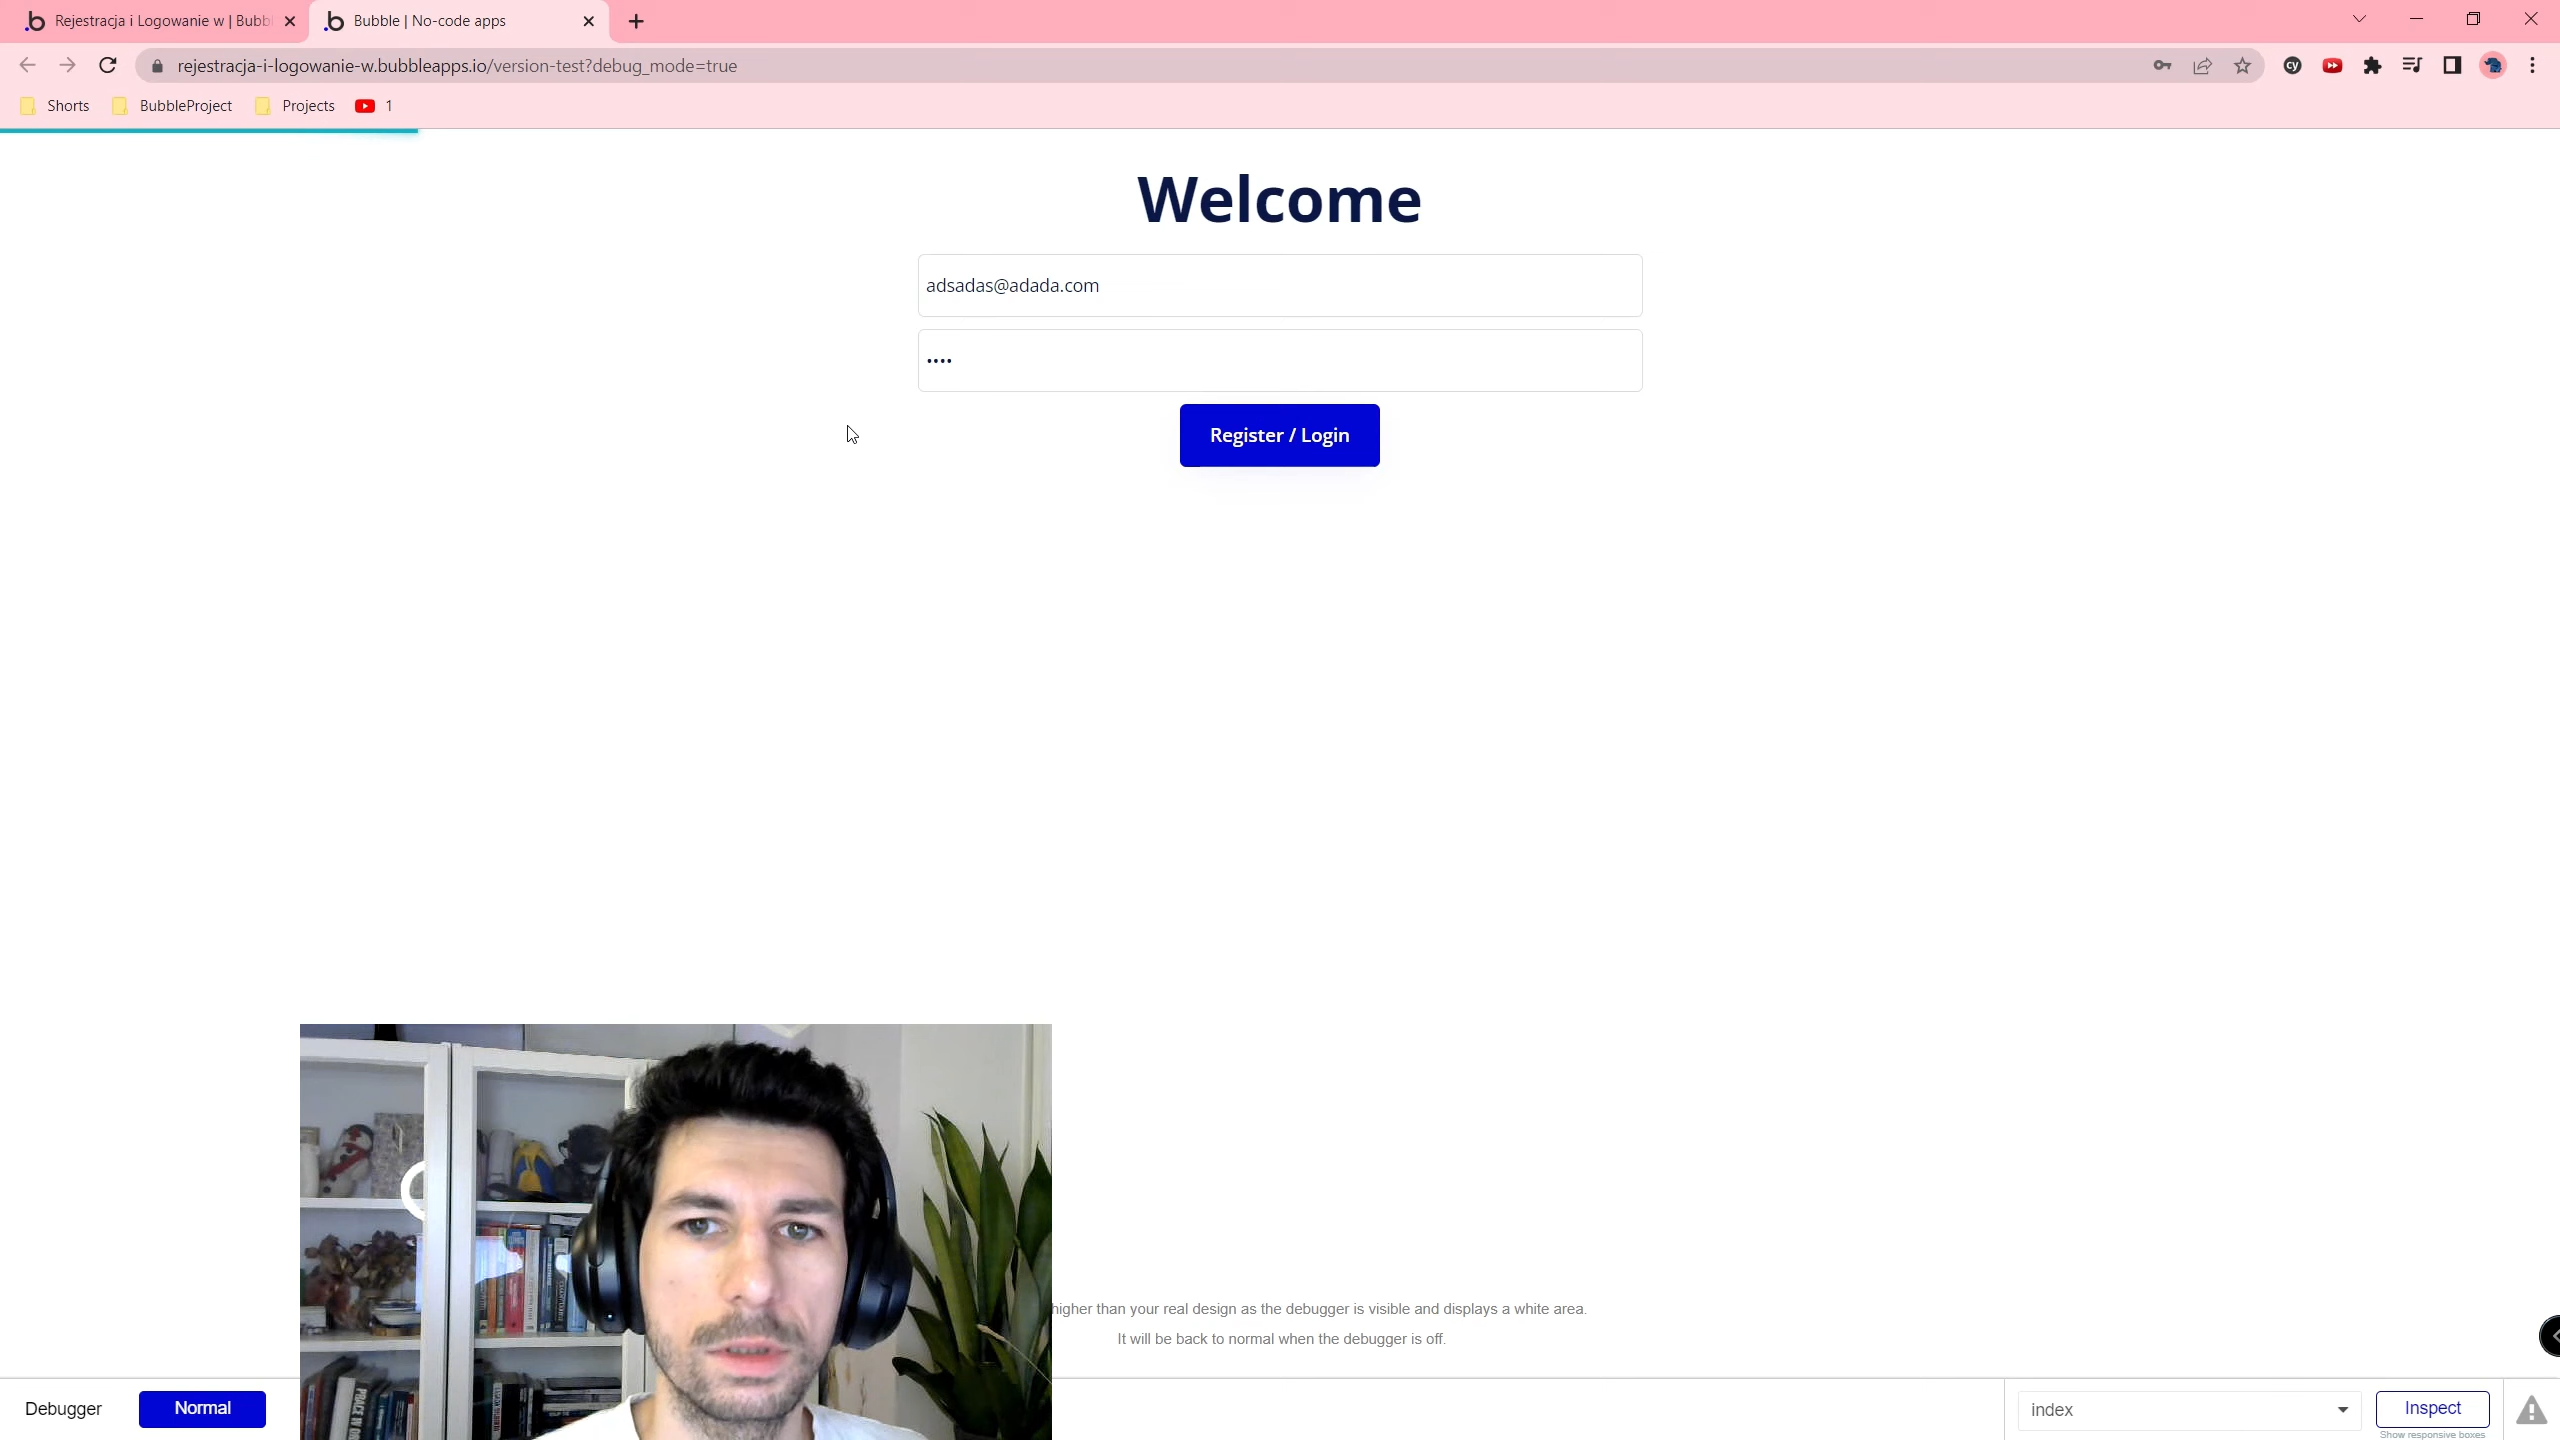 Rejestracja i Logowanie w | Bubbl
Bubble | No-code apps
rejestracja-i-logowanie-w.bubbleapps.io/version-test?debug_mode=true
cy
Shorts
BubbleProject
Projects
1
Welcome
adsadas@adada.com
••••
Register / Login
higher than your real design as the debugger is visible and displays a white area.
It will be back to normal when the debugger is off.
Debugger
Normal
index
Inspect
Show responsive boxes